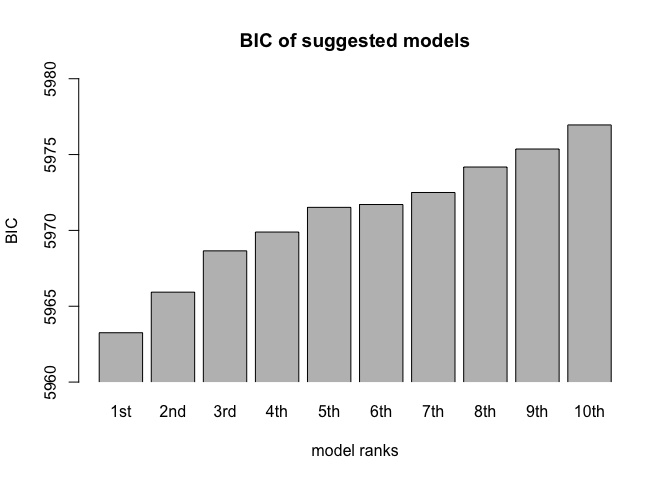 BIC of suggested models
BIC
5980
5975
5970
5965
5960
1st 2nd 3rd 4th 5th 6th 7th 8th 9th 10th
model ranks